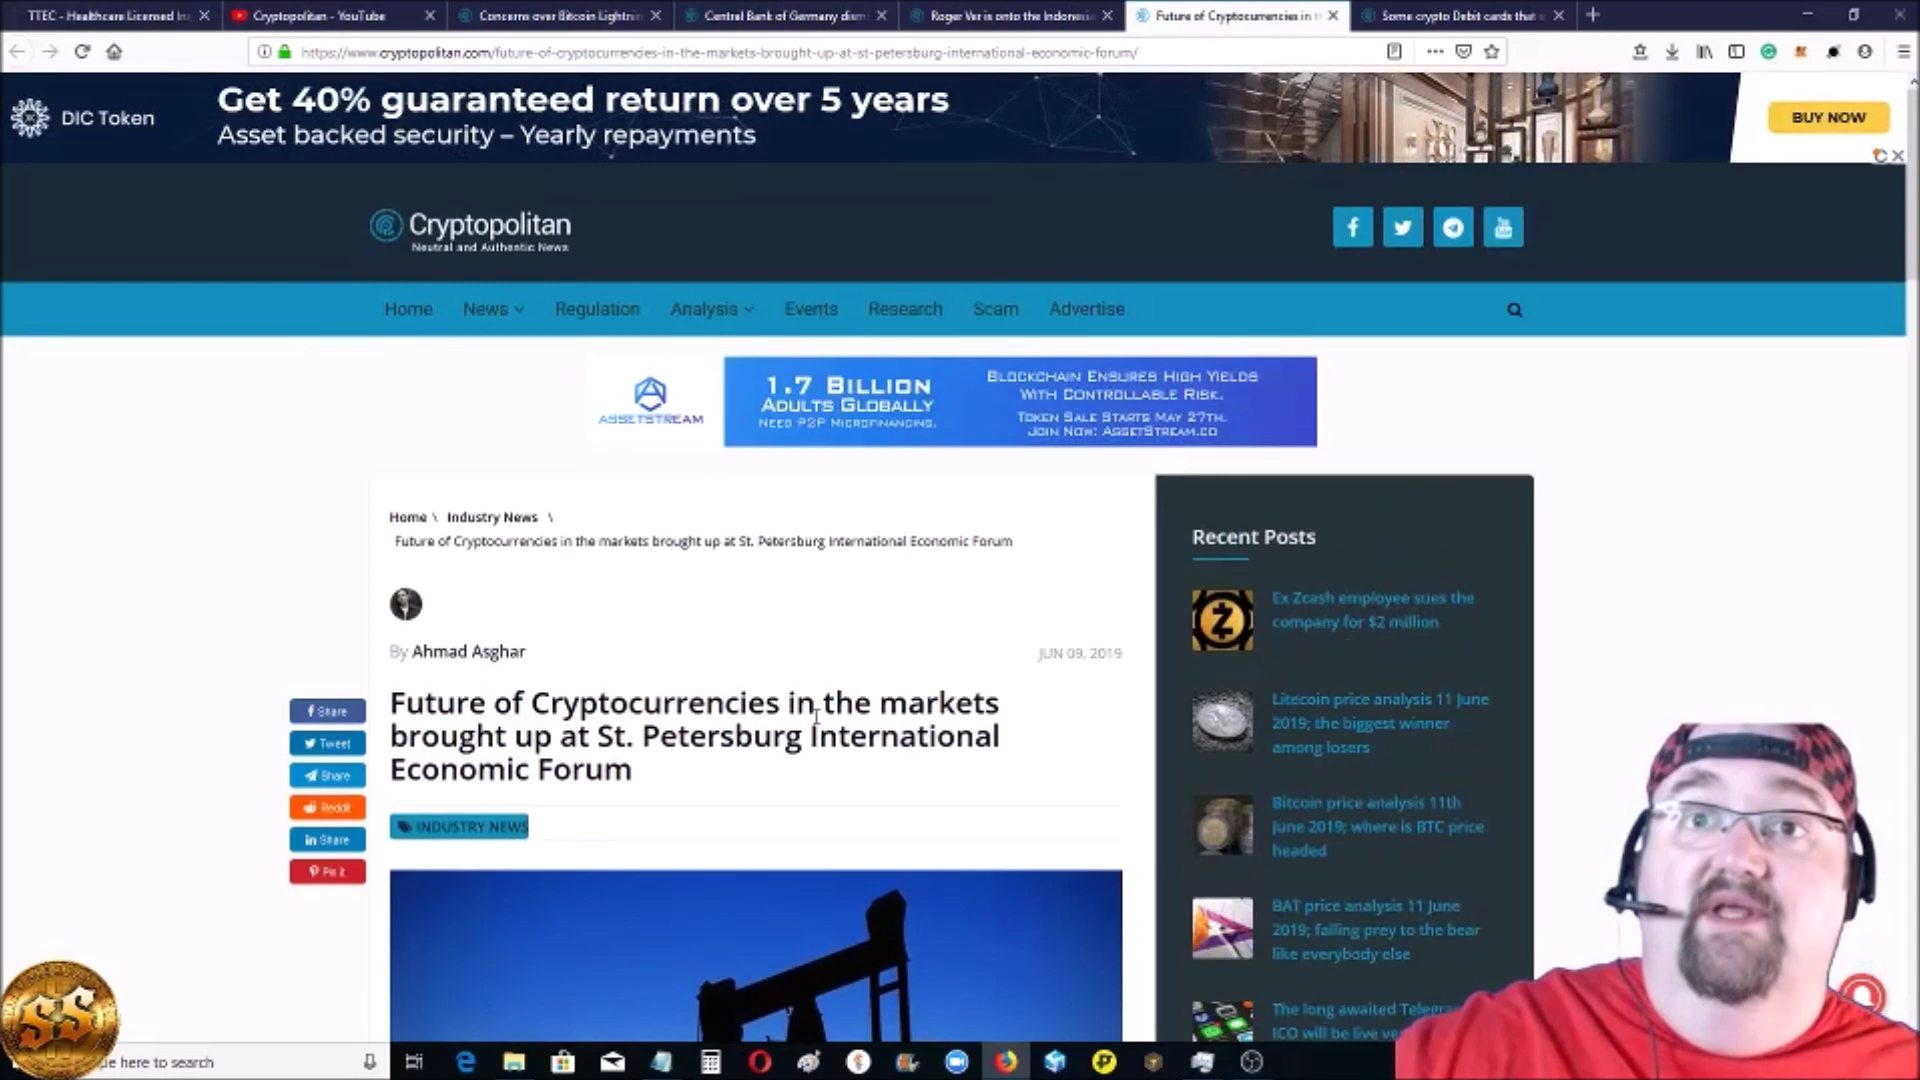 TTEC - Healthcare Licensed In
Cryptopolitan - YouTube
Concerns over Bitcoin Lightnin
Central Bank of Germany dem
Roger Ver is onto the Indonesia
Future of Cryptocurrencies in t
Some crypto Debit cards that
https://www.cryptopolitan.com/future-of-cryptocurrencies-in-the-markets-brought-up-at-st-petersburg-international-economic-forum/
DIC Token
Get 40% guaranteed return over 5 years
Asset backed security – Yearly repayments
BUY NOW
Cryptopolitan
Neutral and Authentic News
You
Home
News
Regulation
Analysis
Events
Research
Scam
Advertise
ASSETSTREAM
1.7 BILLION
ADULTS GLOBALLY
NEED P2P MICROFINANCING.
BLOCKCHAIN ENSURES HIGH YIELDS
WITH CONTROLLABLE RISK.
TOKEN SALE STARTS MAY 27TH.
JOIN NOW: ASSETSTREAM.CO
Home \ Industry News \
Future of Cryptocurrencies in the markets brought up at St. Petersburg International Economic Forum
By Ahmad Asghar
JUN 09, 2019
Future of Cryptocurrencies in the markets
brought up at St. Petersburg International
Economic Forum
INDUSTRY NEWS
Share
Tweet
Share
Reddit
in Share
Pin it
Recent Posts
Ex Zcash employee sues the
company for $2 million
Litecoin price analysis 11 June
2019; the biggest winner
among losers
Bitcoin price analysis 11th
June 2019; where is BTC price
headed
BAT price analysis 11 June
2019; falling prey to the bear
like everybody else
The long awaited Telegra
ICO will be live ve
SS
pe here to search